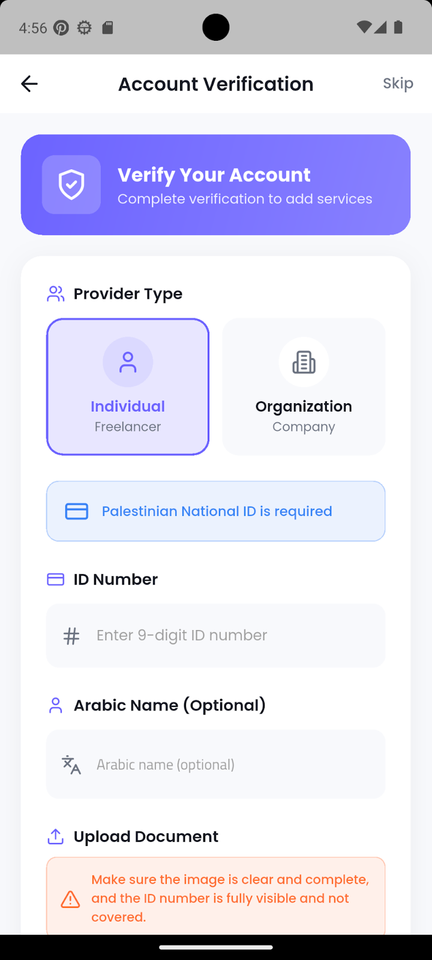 4:56
Account Verification
Skip
Verify Your Account
Complete verification to add services
Provider Type
Individual
Freelancer
Organization
Company
Palestinian National ID is required
ID Number
Enter 9-digit ID number
Arabic Name (Optional)
Arabic name (optional)
Upload Document
Make sure the image is clear and complete,
and the ID number is fully visible and not
covered.